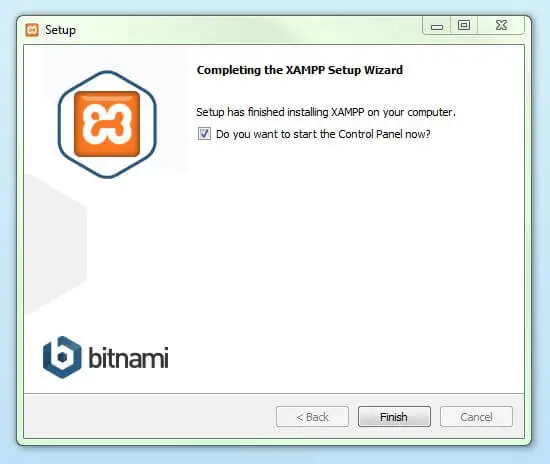 Setup
Completing the XAMPP Setup Wizard
Setup has finished installing XAMPP on your computer.
Do you want to start the Control Panel now?
bitnami
< Back
Finish
Cancel